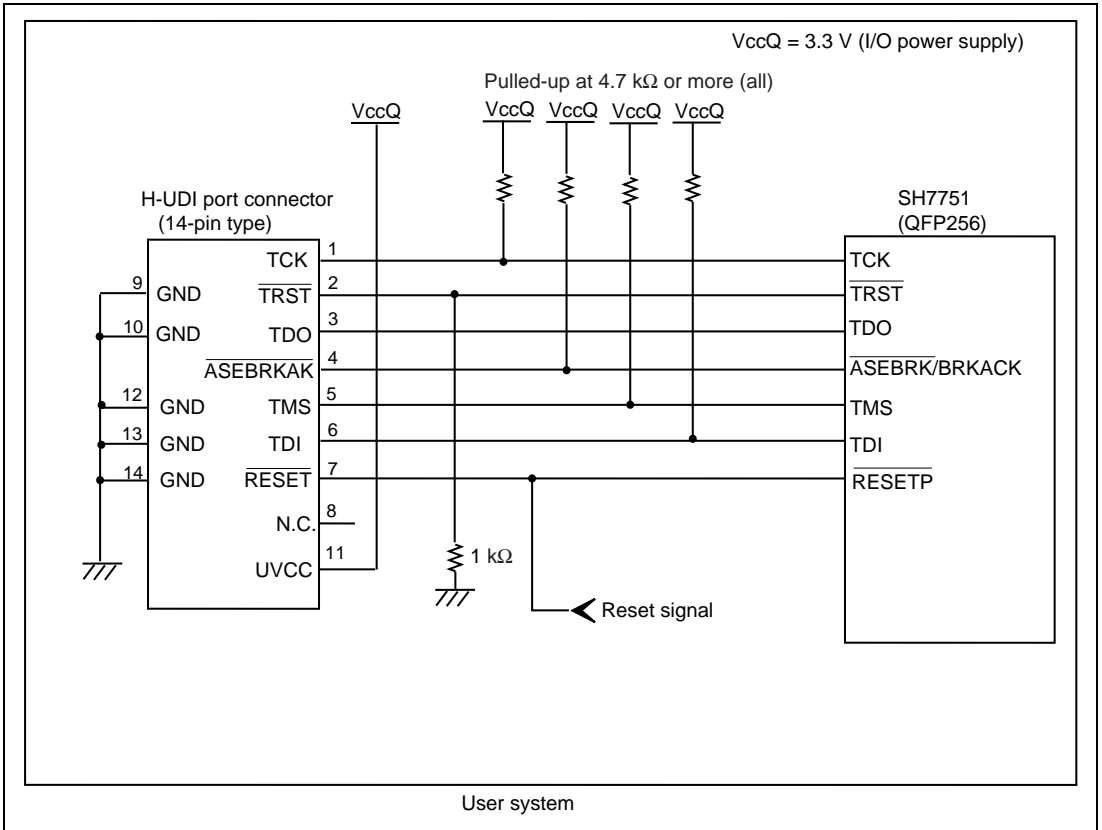 VccQ = 3.3 V (I/O power supply)
Pulled-up at 4.7 kΩ or more (all)
VccQ
VccQ
VccQ
VccQ
VccQ
H-UDI port connector
(14-pin type)
SH7751
(QFP256)
TCK 1
TCK
9 GND
TRST 2
TRST
10 GND
TDO 3
TDO
ASEBRKAK 4
ASEBRK/BRKACK
12 GND
TMS 5
TMS
13 GND
TDI 6
TDI
14 GND
RESET 7
RESETP
N.C. 8
UVCC 11
1 kΩ
Reset signal
User system